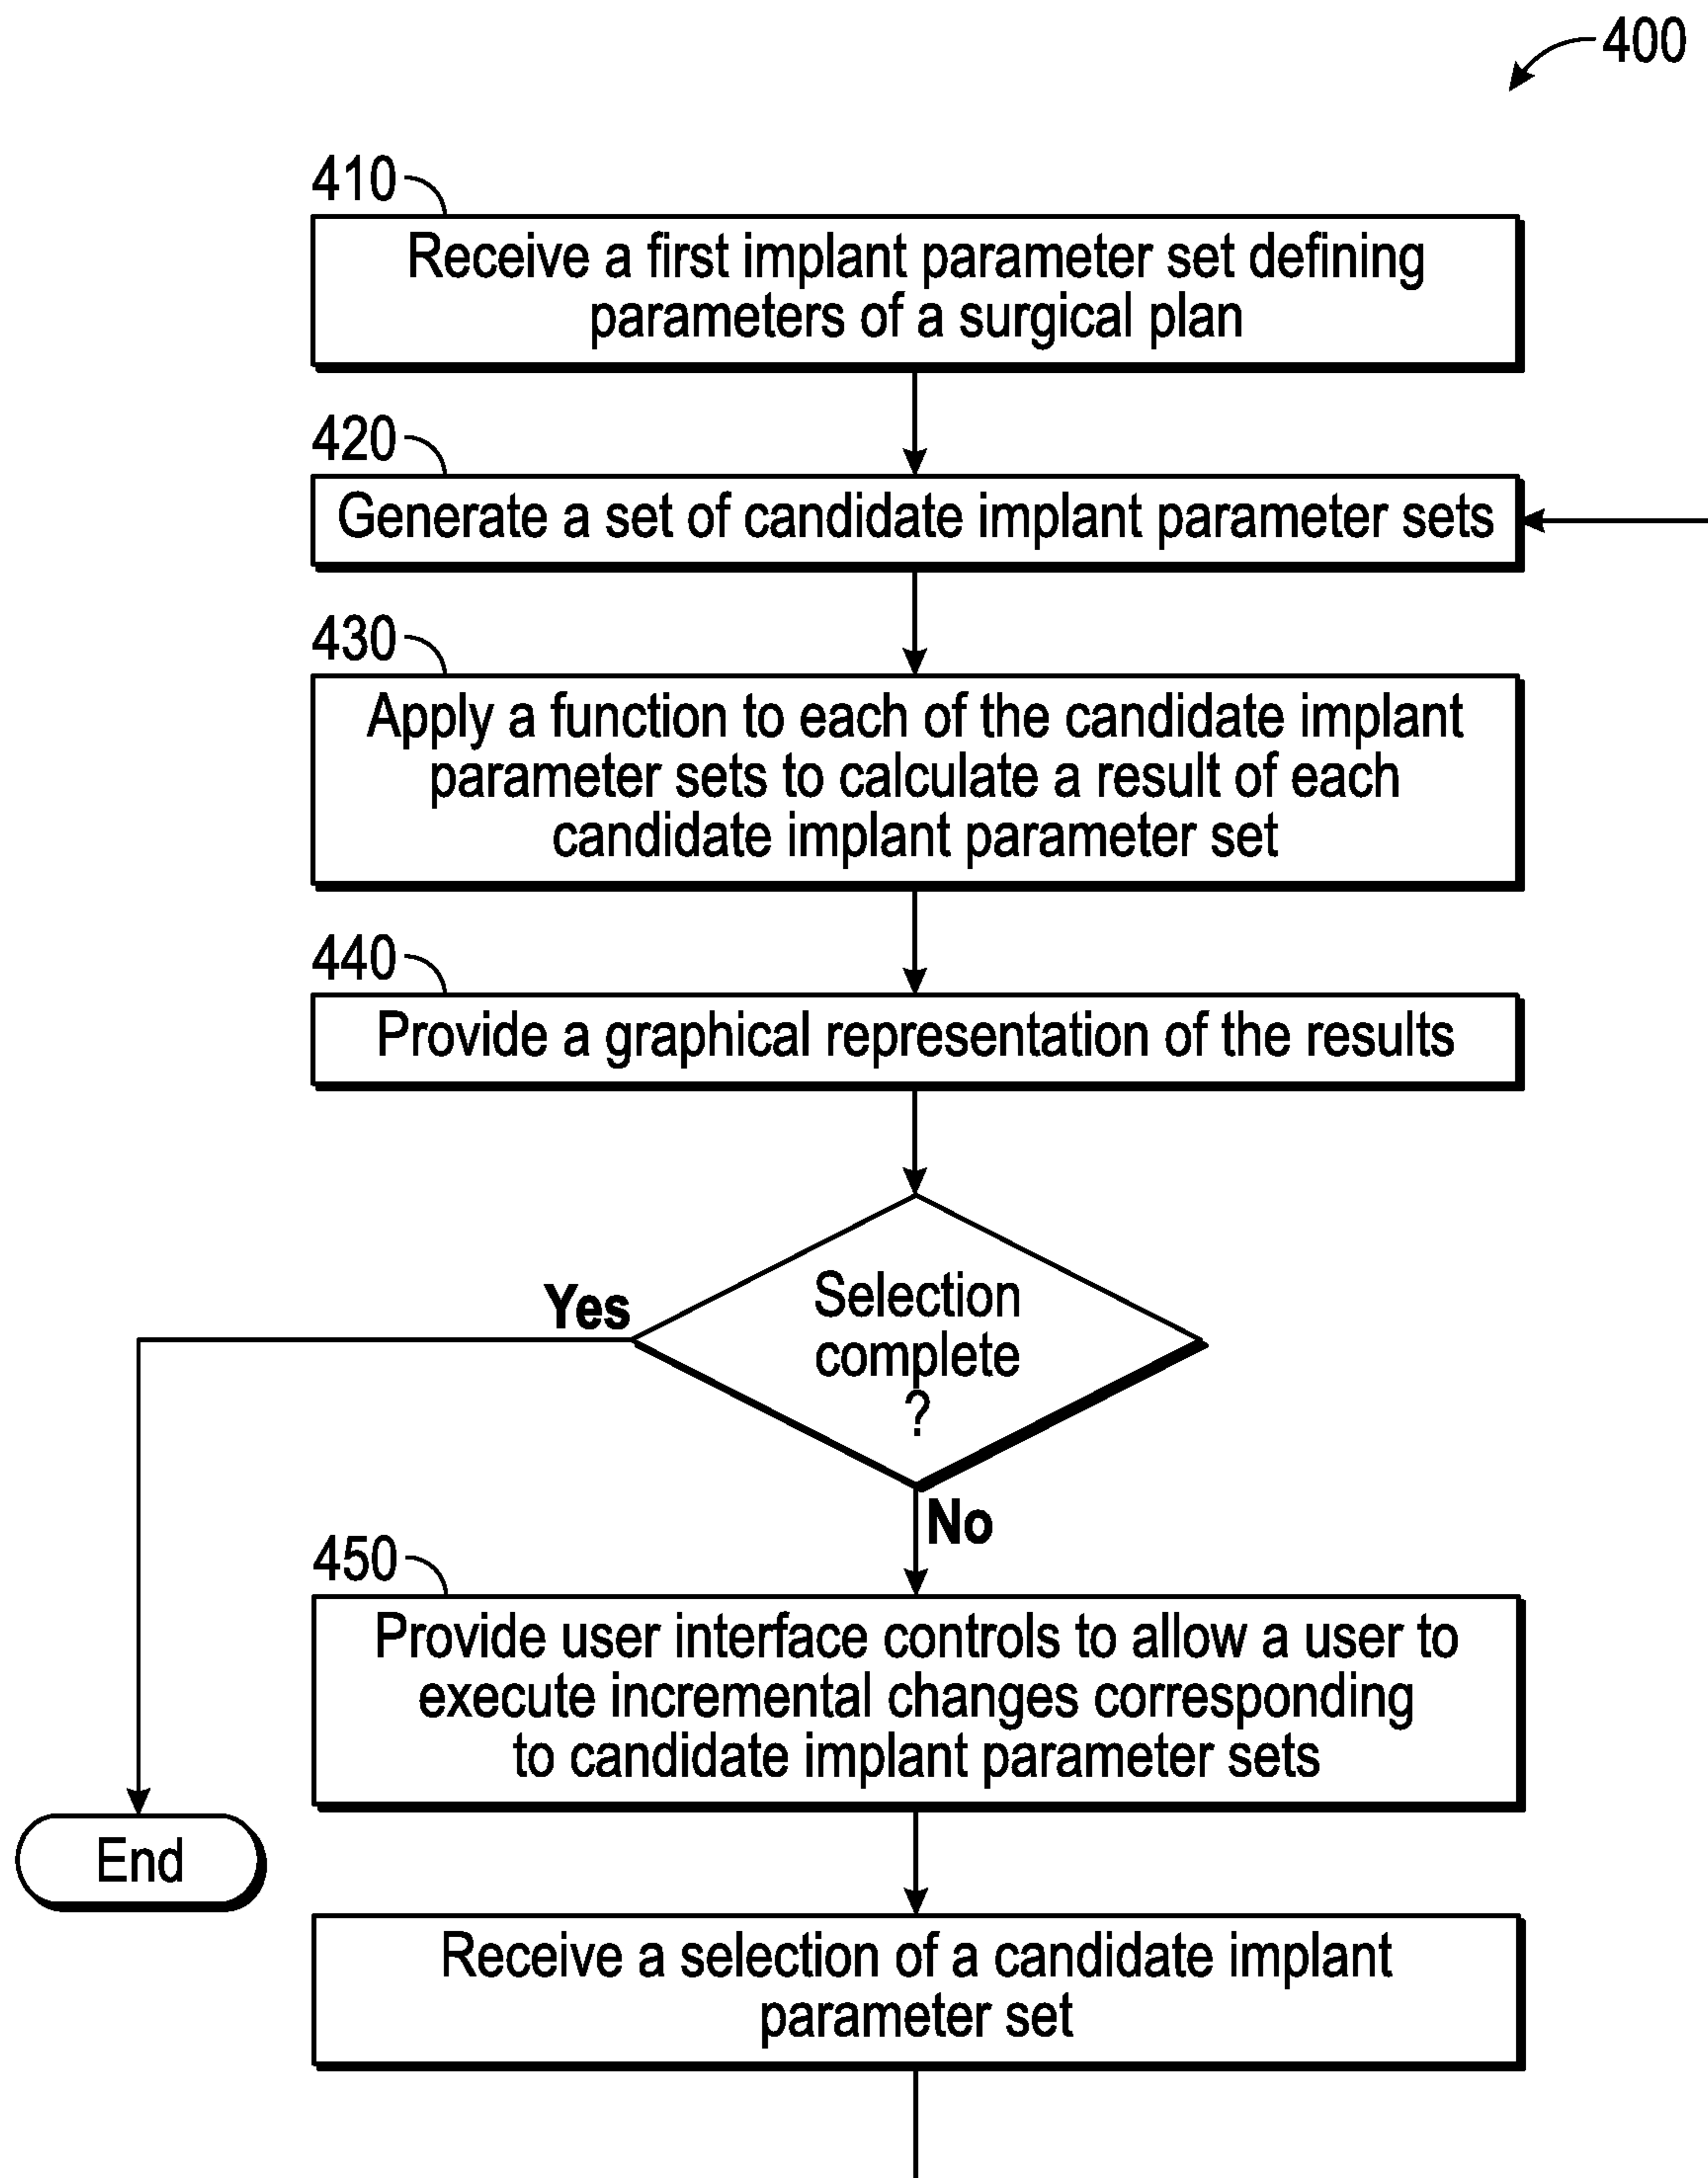 400
410
Receive a first implant parameter set defining
parameters of a surgical plan
420
Generate a set of candidate implant parameter sets
430
Apply a function to each of the candidate implant
parameter sets to calculate a result of each
candidate implant parameter set
440
Provide a graphical representation of the results
Selection
complete
?
Yes
No
450
Provide user interface controls to allow a user to
execute incremental changes corresponding
to candidate implant parameter sets
End
Receive a selection of a candidate implant
parameter set